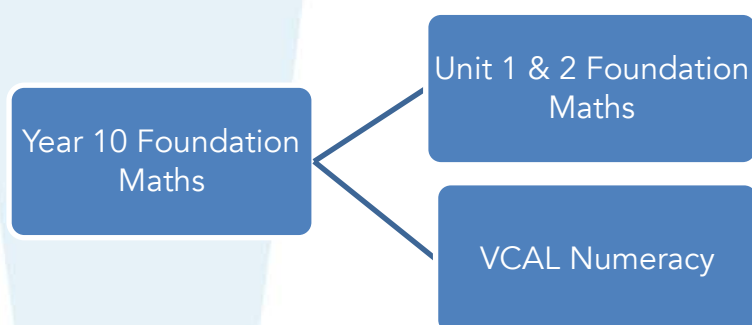 Year 10 Foundation
Maths
Unit 1 & 2 Foundation
Maths
VCAL Numeracy